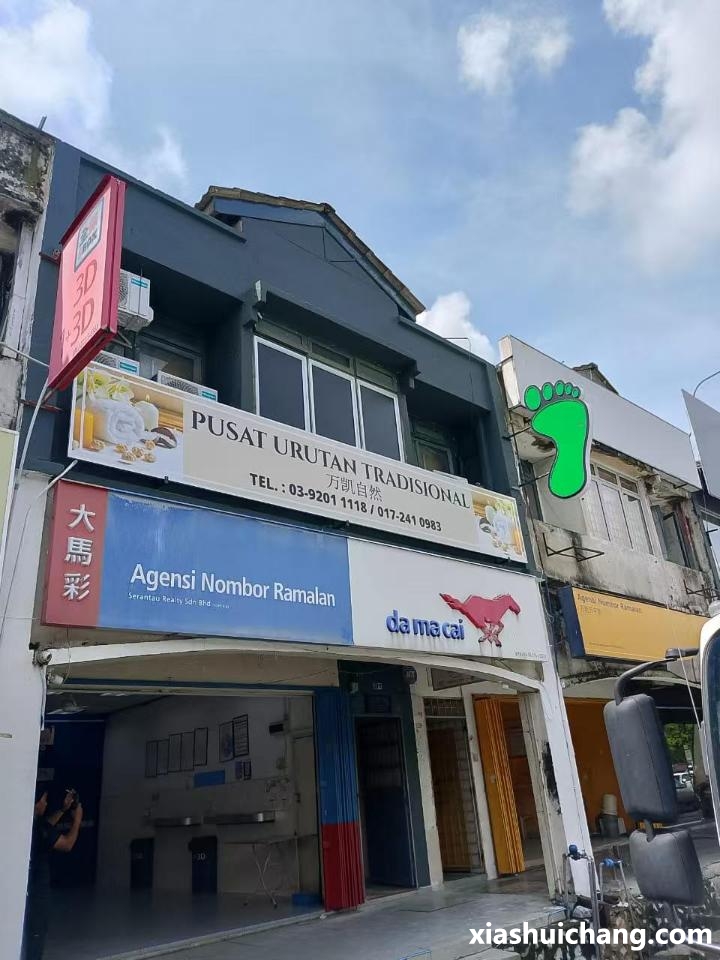 3D
+3D
PUSAT URUTAN TRADISIONAL
万凯自然
TEL. : 03-9201 1118 / 017-241 0983
大馬彩
Agensi Nombor Ramalan
Serantau Realty Sdn Bhd
da ma cai
Agensi Nombor Ramalan
3D
xiashuichang.com